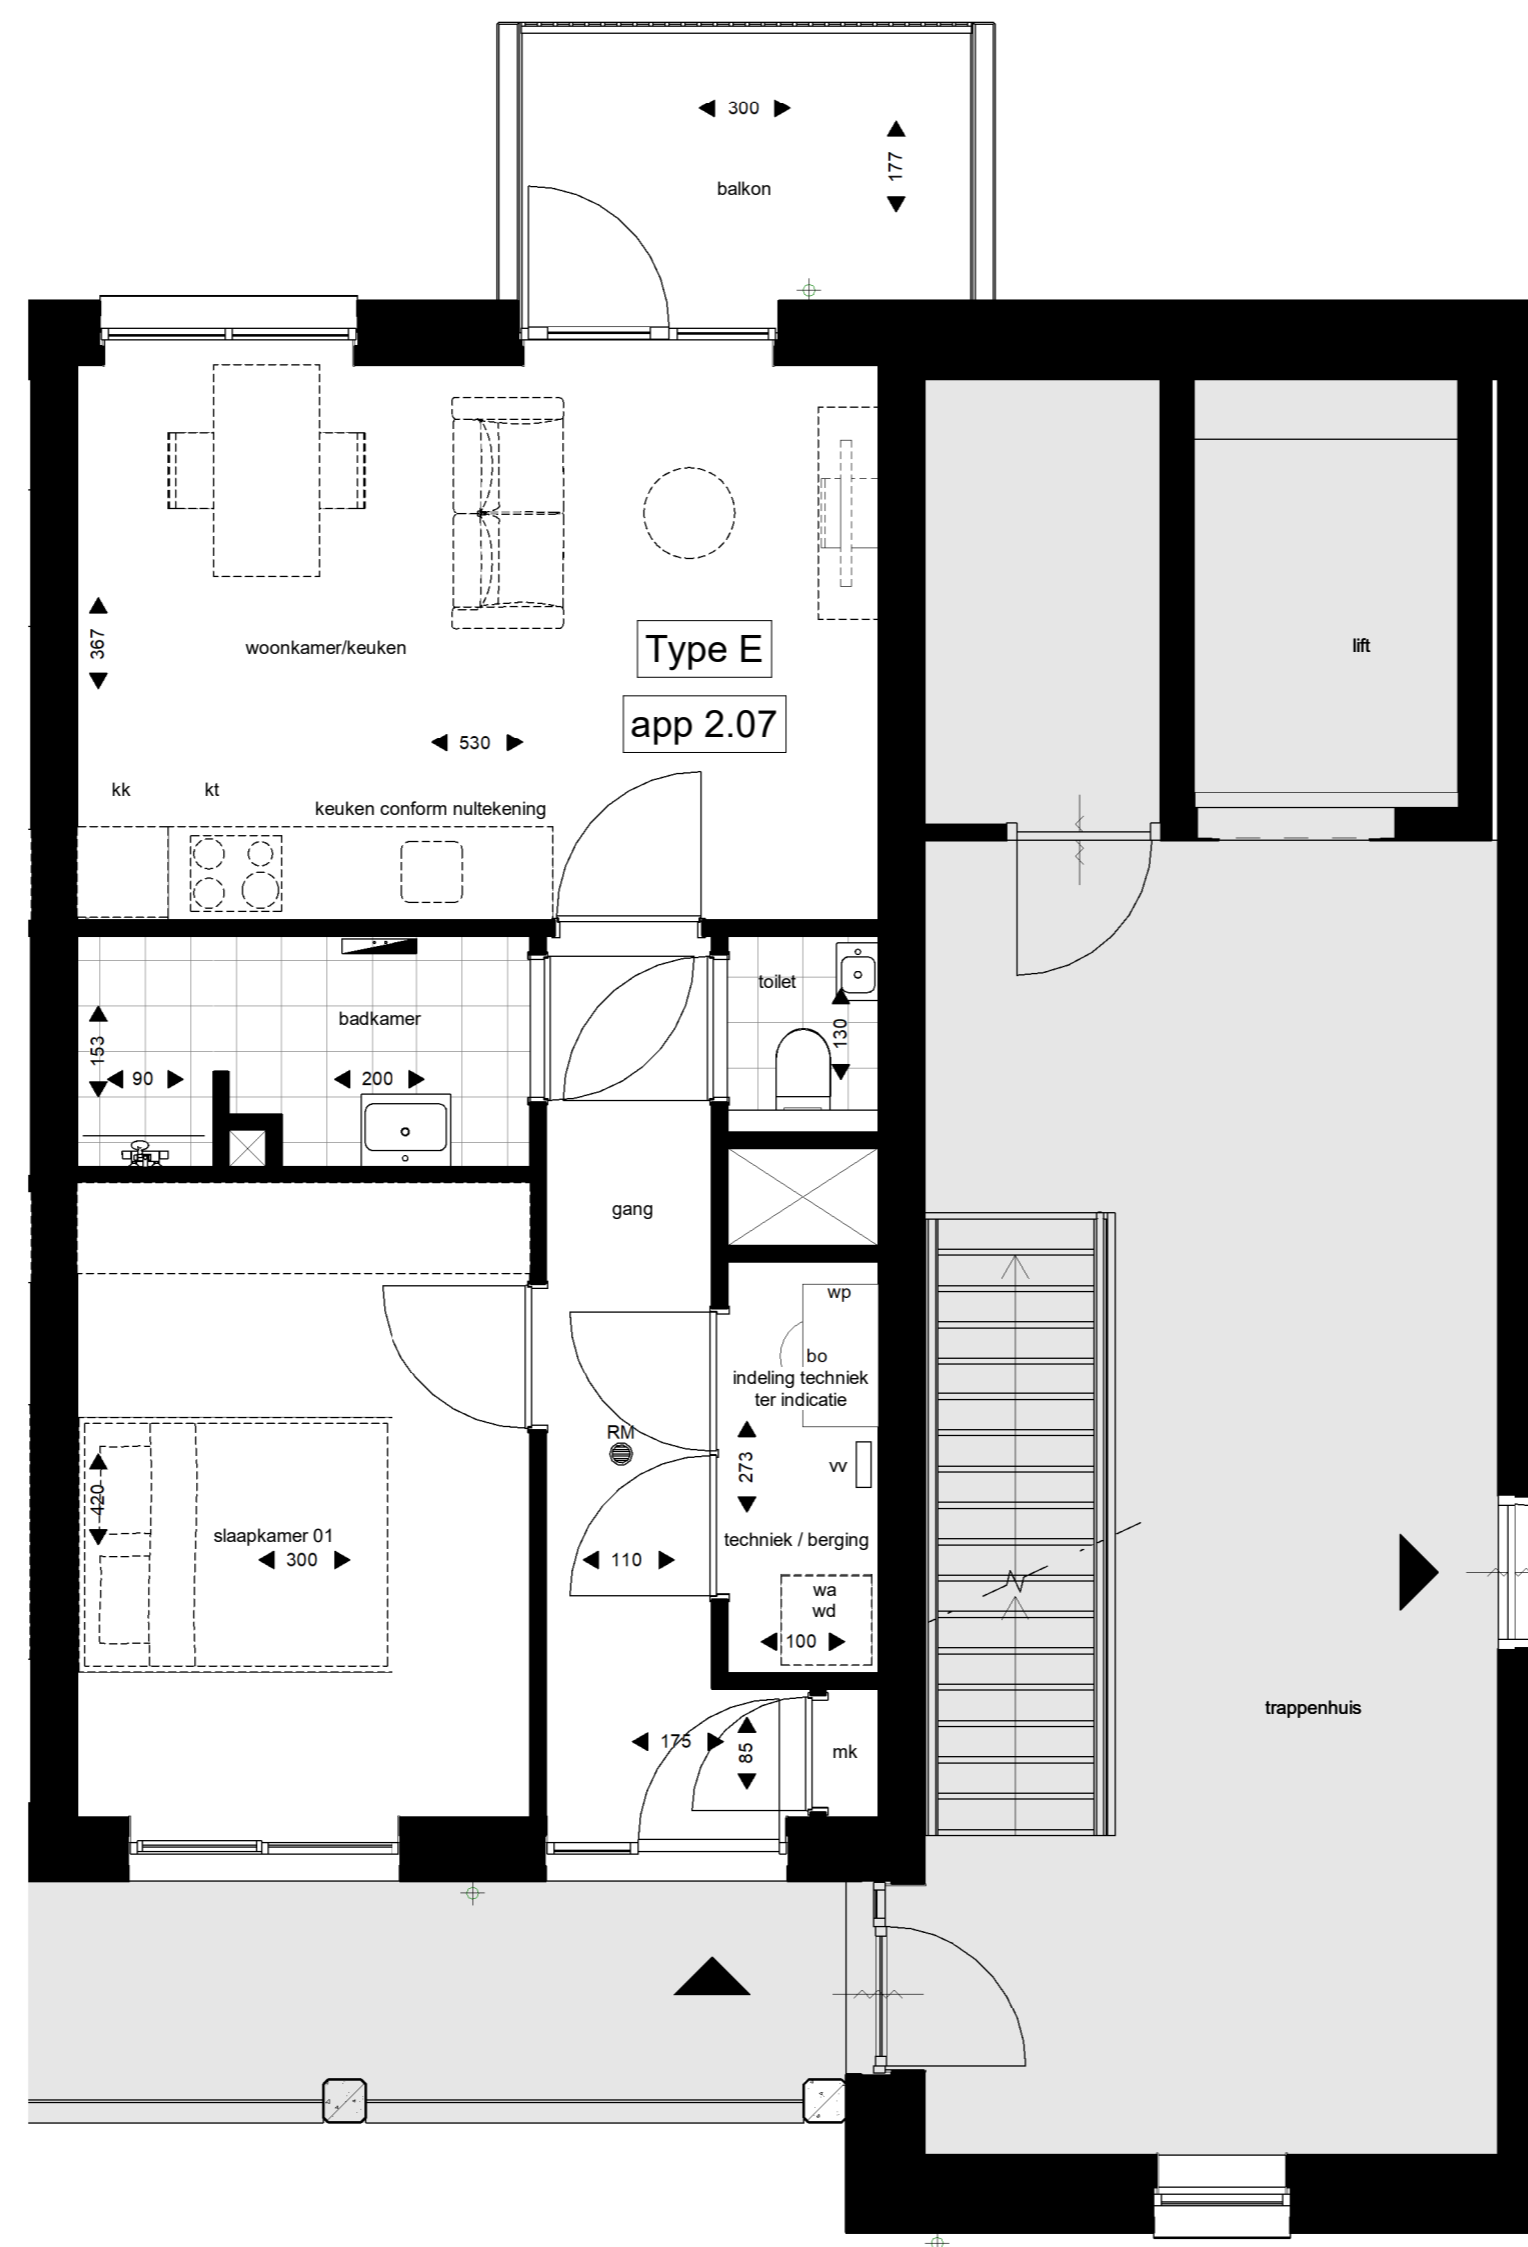 300
177
balkon
367
woonkamer/keuken
Type E
lift
app 2.07
530
kk
kt
keuken conform nultekening
toilet
badkamer
130
153
90
200
gang
wp
bo
indeling techniek
ter indicatie
RM
273
vv
420
slaapkamer 01
techniek / berging
300
110
wa
wd
100
trappenhuis
175
85
mk